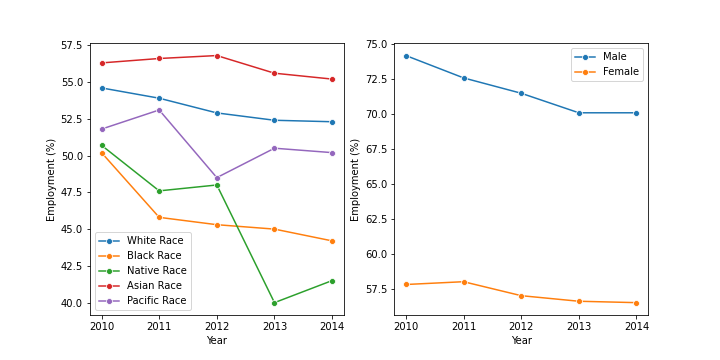 57.5
55.0
52.5
50.0
47.5
45.0
42.5
40.0
Employment (%)
White Race
Black Race
Native Race
Asian Race
Pacific Race
2010 2011 2012 2013 2014
Year
75.0
72.5
70.0
67.5
65.0
62.5
60.0
57.5
Employment (%)
Male
Female
2010 2011 2012 2013 2014
Year